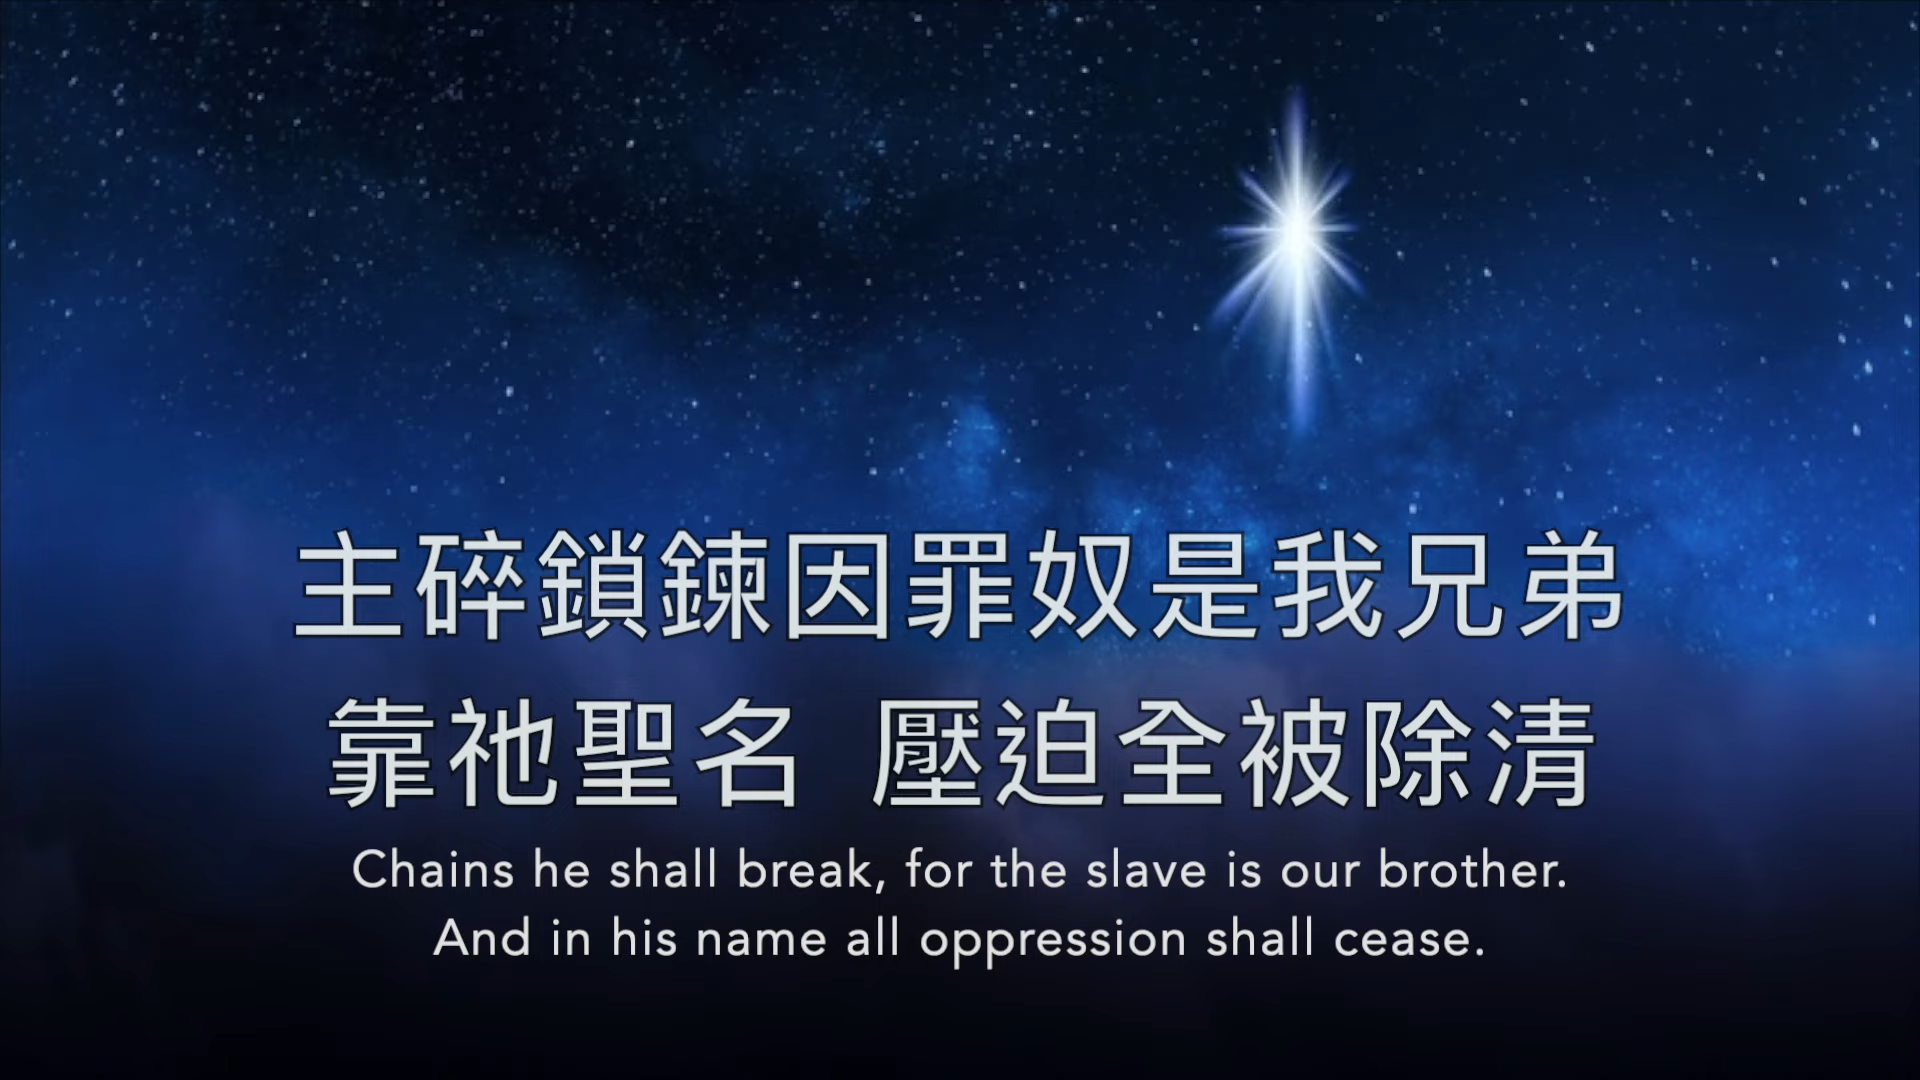 主碎鎖鍊因罪奴是我兄弟
靠祂聖名 壓迫全被除清
Chains he shall break, for the slave is our brother.
And in his name all oppression shall cease.